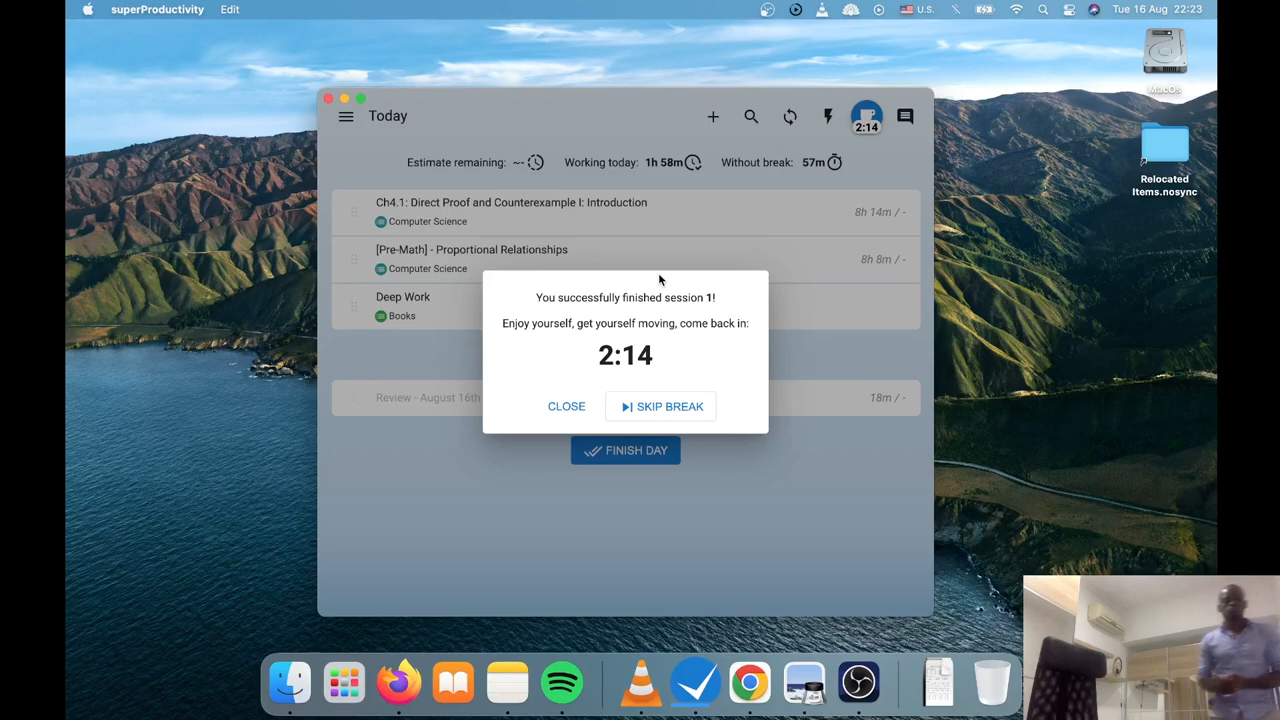 superProductivity Edit
U.S. Tue 16 Aug 22:23
MacOs
Relocated
Items.nosync
Today
2:14
Estimate remaining: ~- Working today: 1h 58m Without break: 57m
Ch4.1: Direct Proof and Counterexample I: Introduction
Computer Science
8h 14m / -
[Pre-Math] - Proportional Relationships
Computer Science
8h 8m / -
Deep Work
Books
You successfully finished session 1!
Enjoy yourself, get yourself moving, come back in:
2:14
CLOSE SKIP BREAK
Review - August 16th
18m / -
FINISH DAY